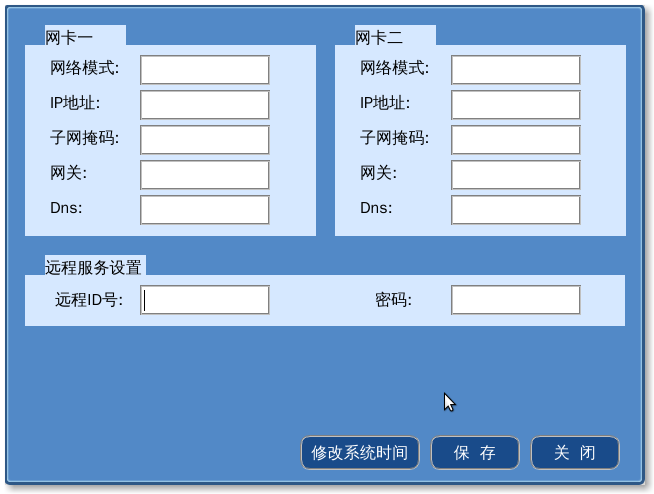 网卡一 网卡二
网络模式: 网络模式:
IP地址: IP地址:
子网掩码: 子网掩码:
网关: 网关:
Dns: Dns:
远程服务设置
远程ID号: 密码:
修改系统时间 保 存 关 闭